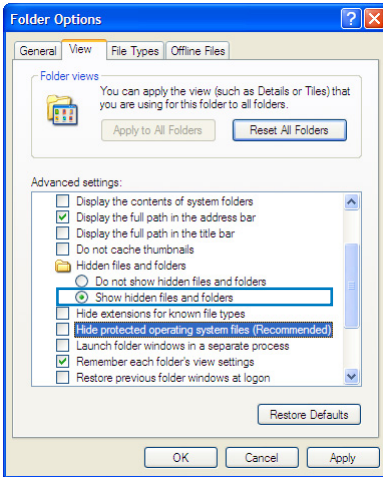 Folder Options
General View File Types Offline Files
Folder views
You can apply the view (such as Details or Tiles) that
you are using for this folder to all folders.
Apply to All Folders Reset All Folders
Advanced settings:
Display the contents of system folders
Display the full path in the address bar
Display the full path in the title bar
Do not cache thumbnails
Hidden files and folders
Do not show hidden files and folders
Show hidden files and folders
Hide extensions for known file types
Hide protected operating system files (Recommended)
Launch folder windows in a separate process
Remember each folder's view settings
Restore previous folder windows at logon
Restore Defaults
OK Cancel Apply